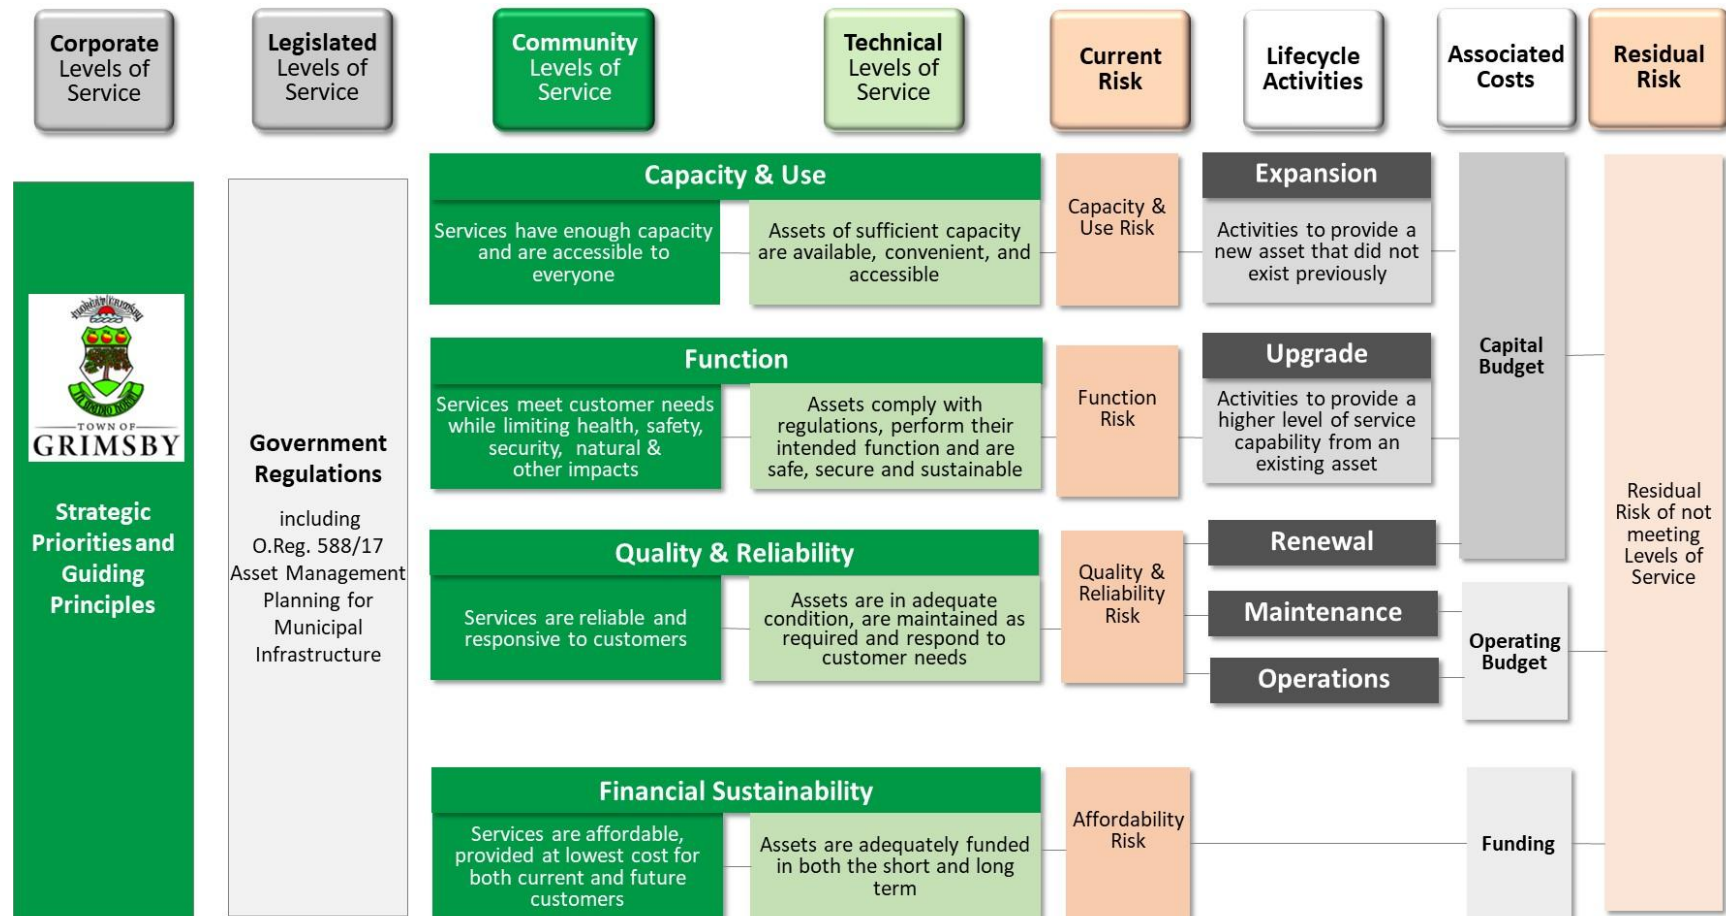 Corporate
Levels of
Service
Legislated
Levels of
Service
Community
Levels of
Service
Technical
Levels of
Service
Current
Risk
Lifecycle
Activities
Associated
Costs
Residual
Risk
TOWN OF
GRIMSBY
Strategic
Priorities and
Guiding
Principles
Government
Regulations
including
O.Reg. 588/17
Asset Management
Planning for
Municipal
Infrastructure
Capacity & Use
Services have enough capacity
and are accessible to
everyone
Assets of sufficient capacity
are available, convenient, and
accessible
Capacity &
Use Risk
Expansion
Activities to provide a
new asset that did not
exist previously
Function
Services meet customer needs
while limiting health, safety,
security, natural &
other impacts
Assets comply with
regulations, perform their
intended function and are
safe, secure and sustainable
Function
Risk
Upgrade
Activities to provide a
higher level of service
capability from an
existing asset
Capital
Budget
Quality & Reliability
Services are reliable and
responsive to customers
Assets are in adequate
condition, are maintained as
required and respond to
customer needs
Quality &
Reliability
Risk
Renewal
Maintenance
Operations
Operating
Budget
Financial Sustainability
Services are affordable,
provided at lowest cost for
both current and future
customers
Assets are adequately funded
in both the short and long
term
Affordability
Risk
Funding
Residual
Risk of not
meeting
Levels of
Service